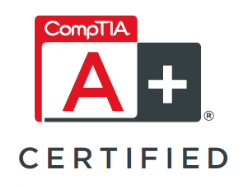 CompTIA.
A+
®
CERTIFIED